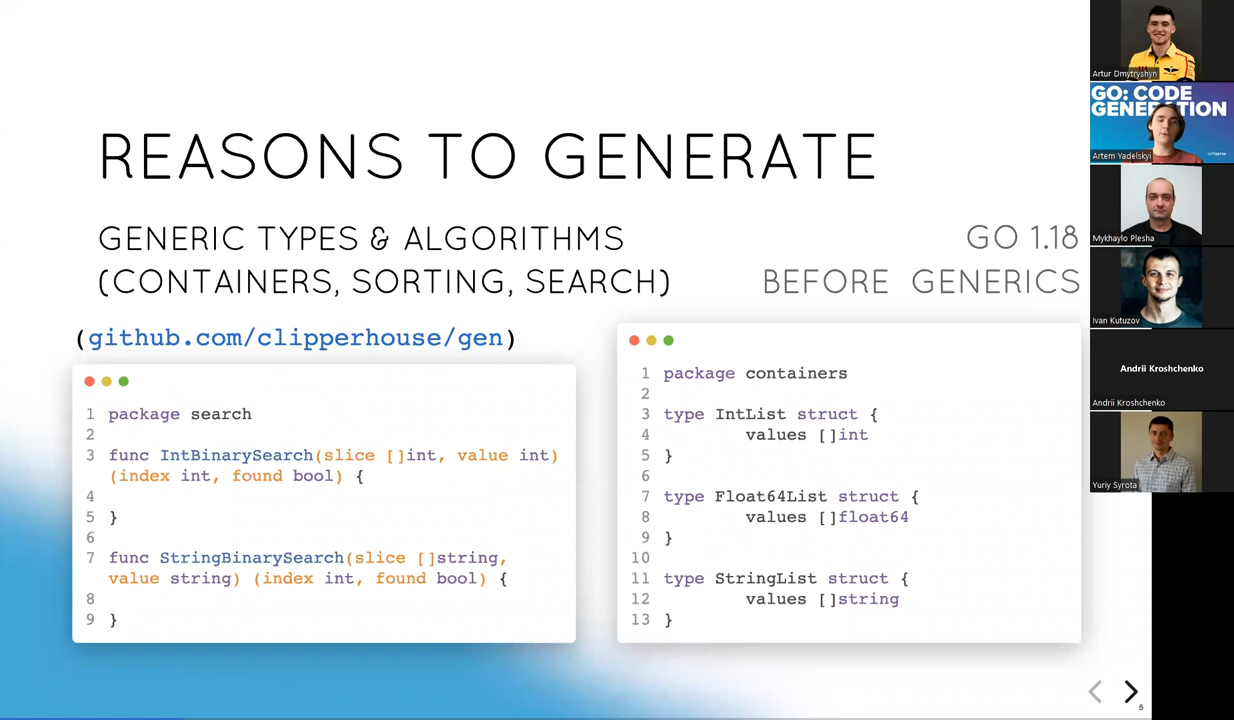 REASONS TO GENERATE
GENERIC TYPES & ALGORITHMS
(CONTAINERS, SORTING, SEARCH)
GO 1.18
BEFORE GENERICS
(github.com/clipperhouse/gen)
1 package search
2
3 func IntBinarySearch(slice []int, value int)
(index int, found bool) {
4
5 }
6
7 func StringBinarySearch(slice []string,
value string) (index int, found bool) {
8
9 }
1 package containers
2
3 type IntList struct {
4 values []int
5 }
6
7 type Float64List struct {
8 values []float64
9 }
10
11 type StringList struct {
12 values []string
13 }
5
Artur Dmytryshyn
GO: CODE
GENERATION
Artem Yadelskyi
Mykhaylo Plesha
Ivan Kutuzov
Andrii Kroshchenko
Andrii Kroshchenko
Yuriy Syrota